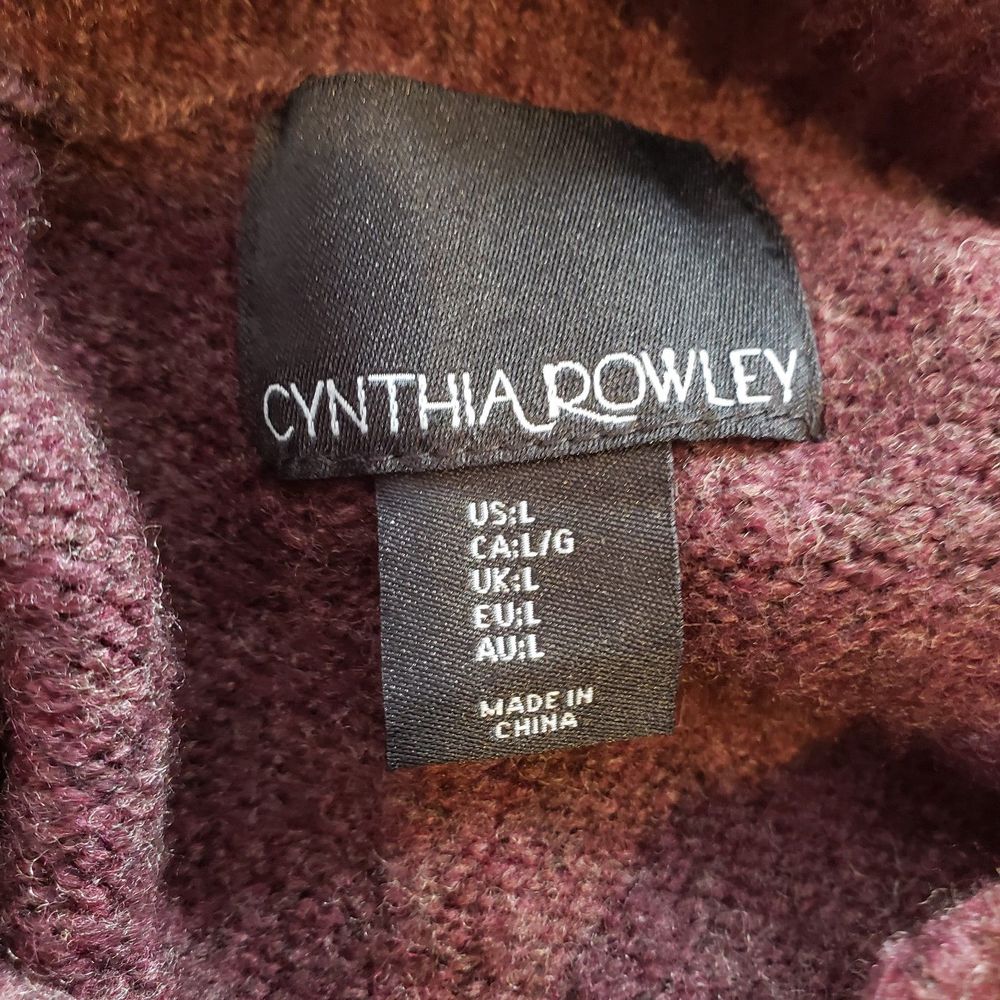 CYNTHIA ROWLEY
US:L
CA:L/G
UK:L
EU:L
AU:L
MADE IN
CHINA